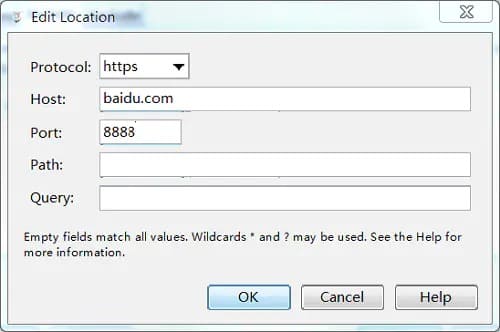 Edit Location
Protocol: https
Host: baidu.com
Port: 8888
Path:
Query:
Empty fields match all values. Wildcards * and ? may be used. See the Help for
more information.
OK Cancel Help